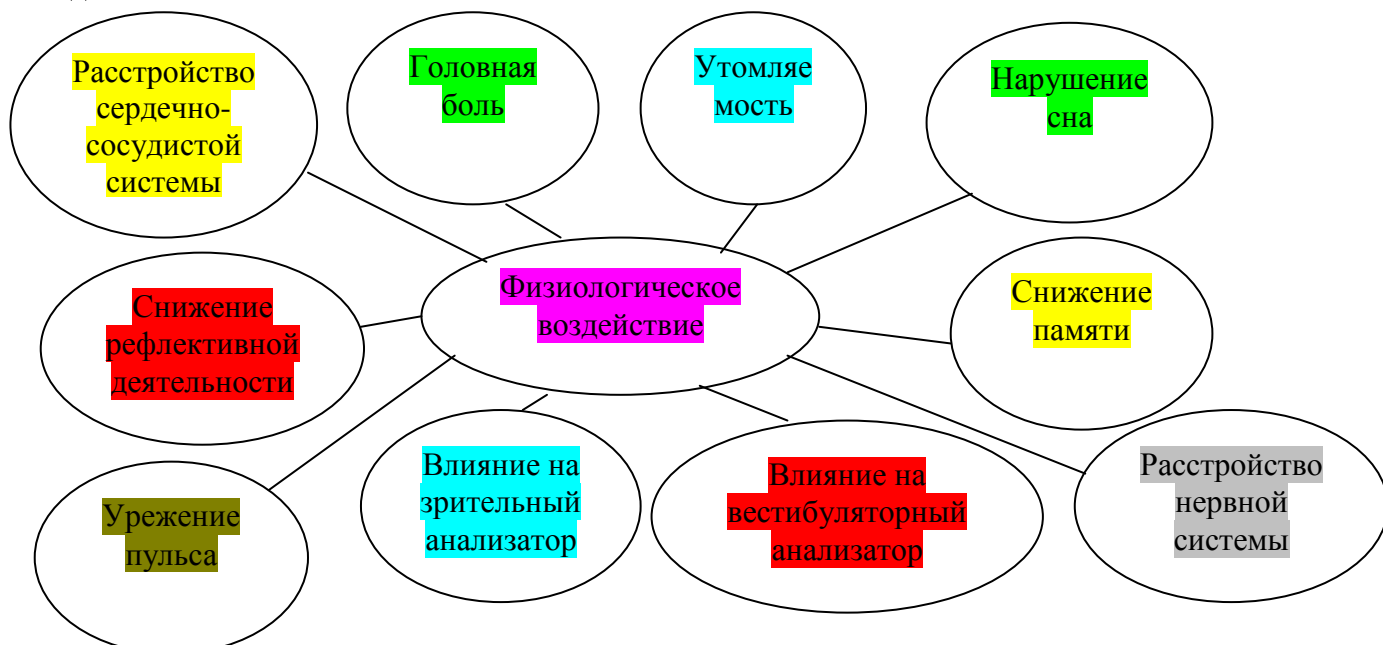 Расстройство
сердечно-
сосудистой
системы
Головная
боль
Утомляе
мость
Нарушение
сна
Физиологическое
воздействие
Снижение
памяти
Снижение
рефлективной
деятельности
Урежение
пульса
Влияние на
зрительный
анализатор
Влияние на
вестибуляторный
анализатор
Расстройство
нервной
системы